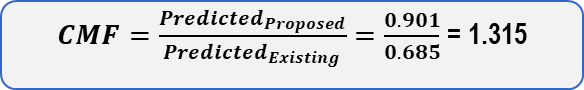 CMF = Predicted_Proposed / Predicted_Existing = 0.901 / 0.685 = 1.315